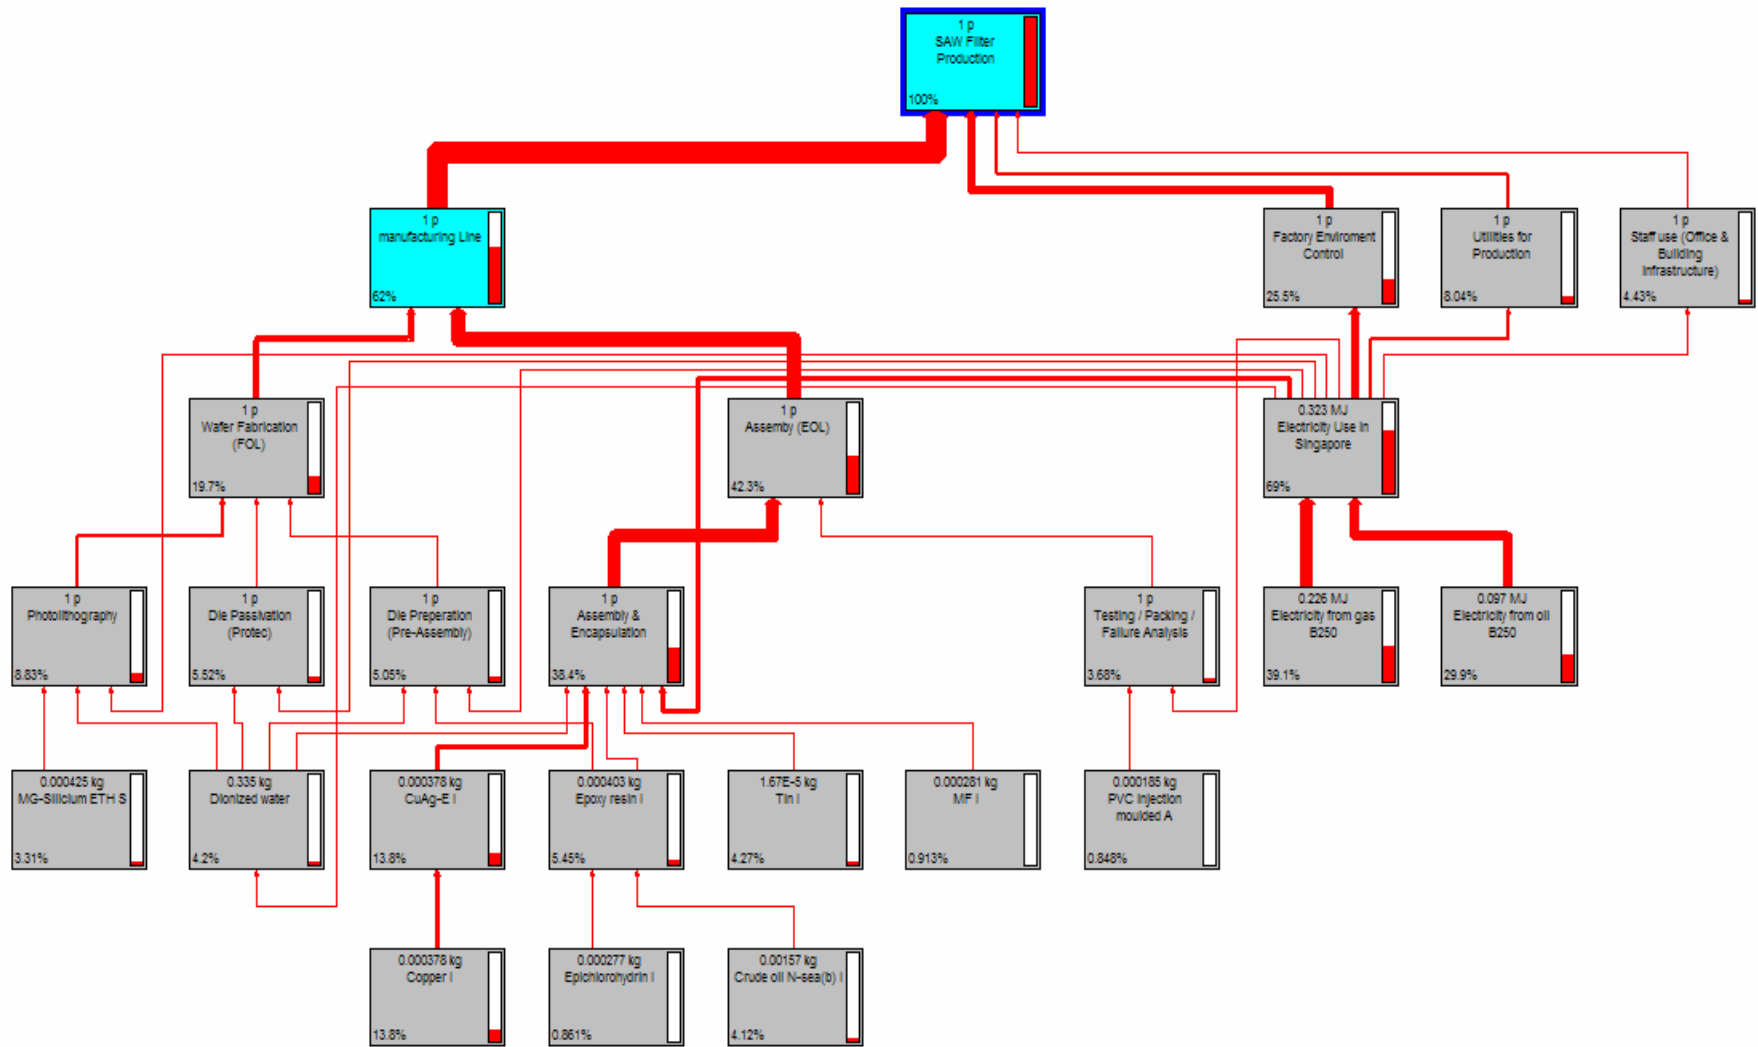 1 p
SAW Filter
Production
100%
1 p
manufacturing Line
62%
1 p
Factory Enviroment
Control
25.5%
1 p
Utilities for
Production
8.04%
1 p
Staff use (Office &
Building
Infrastructure)
4.43%
1 p
Wafer Fabrication
(FOL)
19.7%
1 p
Assemby (EOL)
42.3%
0.323 MJ
Electricity Use in
Singapore
69%
1 p
Photolithography
8.83%
1 p
Die Passivation
(Protec)
5.52%
1 p
Die Preperation
(Pre-Assembly)
5.05%
1 p
Assembly &
Encapsulation
38.4%
1 p
Testing / Packing /
Failure Analysis
3.68%
0.226 MJ
Electricity from gas
B250
39.1%
0.097 MJ
Electricity from oil
B250
29.9%
0.000425 kg
MG-Silicium ETH S
3.31%
0.335 kg
Dionized water
4.2%
0.000378 kg
CuAg-E I
13.8%
0.000403 kg
Epoxy resin I
5.45%
1.67E-5 kg
Tin I
4.27%
0.000281 kg
MF I
0.913%
0.000185 kg
PVC injection
moulded A
0.848%
0.000378 kg
Copper I
13.8%
0.000277 kg
Epichlorohydrin I
0.861%
0.00157 kg
Crude oil N-sea(b) I
4.12%